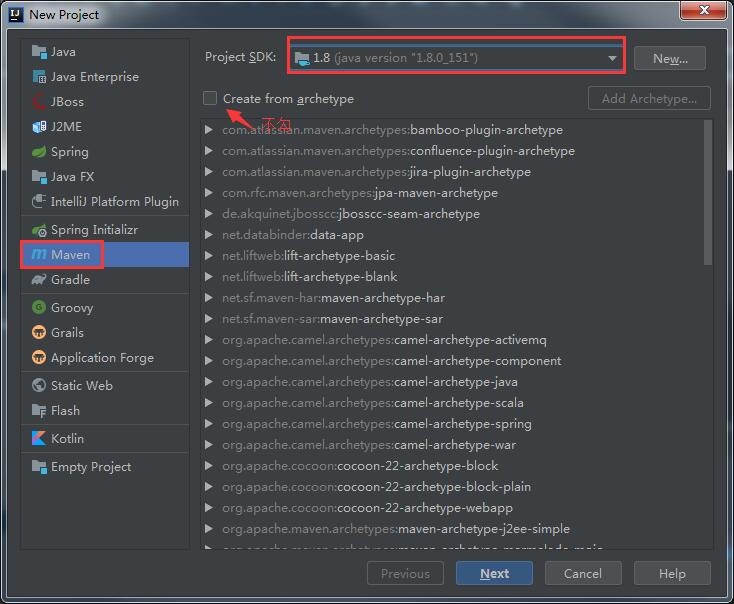 New Project
Java
Java Enterprise
JBoss
J2ME
Spring
Java FX
IntelliJ Platform Plugin
Spring Initializr
Maven
Gradle
Groovy
Grails
Application Forge
Static Web
Flash
Kotlin
Empty Project
Project SDK: 1.8 (java version "1.8.0_151") New...
Create from archetype Add Archetype...
不勾
com.atlassian.maven.archetypes:bamboo-plugin-archetype
com.atlassian.maven.archetypes:confluence-plugin-archetype
com.atlassian.maven.archetypes:jira-plugin-archetype
com.rfc.maven.archetypes:jpa-maven-archetype
de.akquinet.jbosscc:jbosscc-seam-archetype
net.databinder:data-app
net.liftweb:lift-archetype-basic
net.liftweb:lift-archetype-blank
net.sf.maven-har:maven-archetype-har
net.sf.maven-sar:maven-archetype-sar
org.apache.camel.archetypes:camel-archetype-activemq
org.apache.camel.archetypes:camel-archetype-component
org.apache.camel.archetypes:camel-archetype-java
org.apache.camel.archetypes:camel-archetype-scala
org.apache.camel.archetypes:camel-archetype-spring
org.apache.camel.archetypes:camel-archetype-war
org.apache.cocoon:cocoon-22-archetype-block
org.apache.cocoon:cocoon-22-archetype-block-plain
org.apache.cocoon:cocoon-22-archetype-webapp
org.apache.maven.archetypes:maven-archetype-j2ee-simple
org.apache.maven.archetypes:maven-archetype-marmalade-mojo
Previous Next Cancel Help